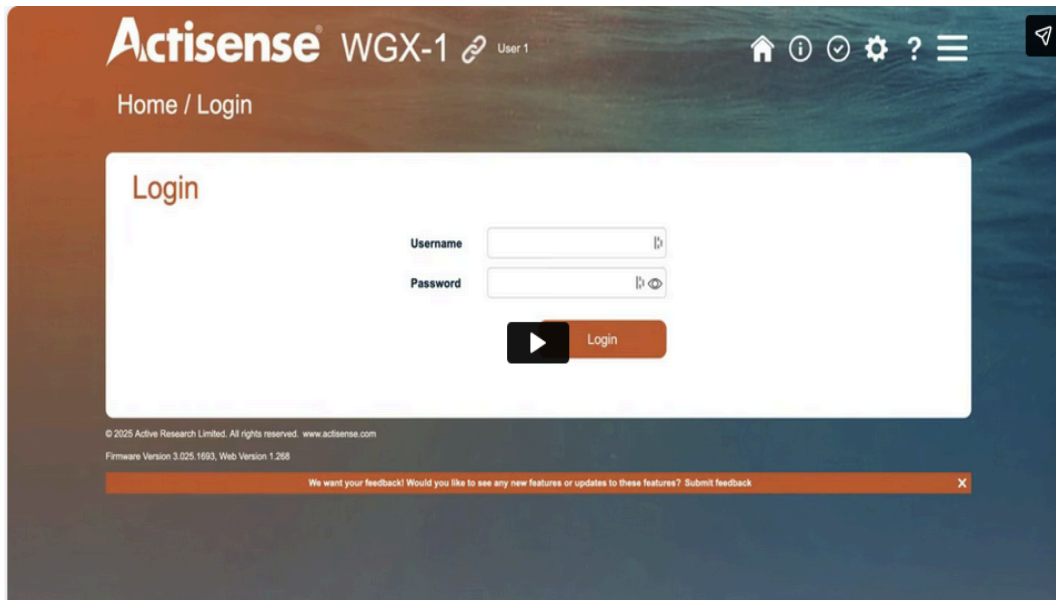 Actisense® WGX-1 User 1
Home / Login
Login
Username
Password
Login
© 2025 Active Research Limited. All rights reserved. www.actisense.com
Firmware Version 3.025.1693, Web Version 1.268
We want your feedback! Would you like to see any new features or updates to these features? Submit feedback